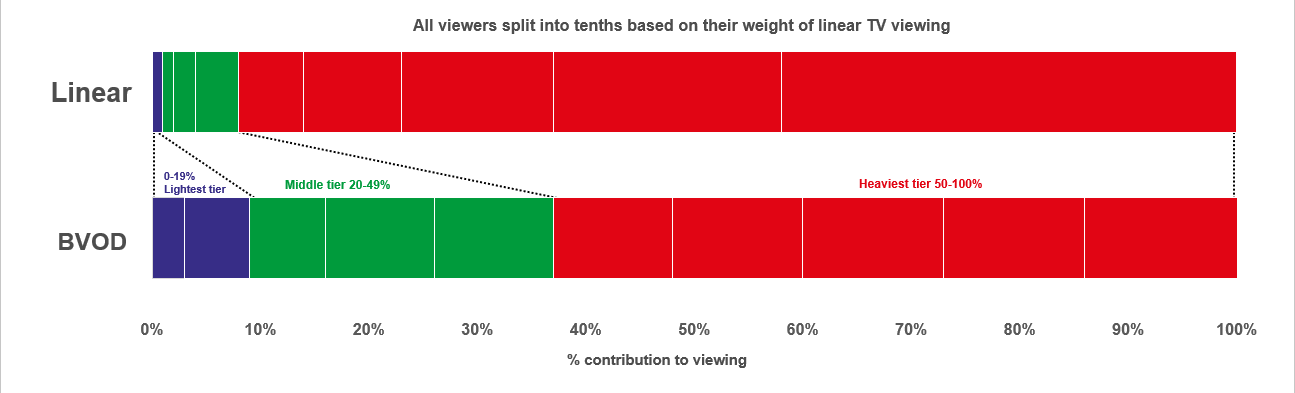 All viewers split into tenths based on their weight of linear TV viewing
Linear
0-19%
Lightest tier
Middle tier 20-49%
Heaviest tier 50-100%
BVOD
0% 10% 20% 30% 40% 50% 60% 70% 80% 90% 100%
% contribution to viewing